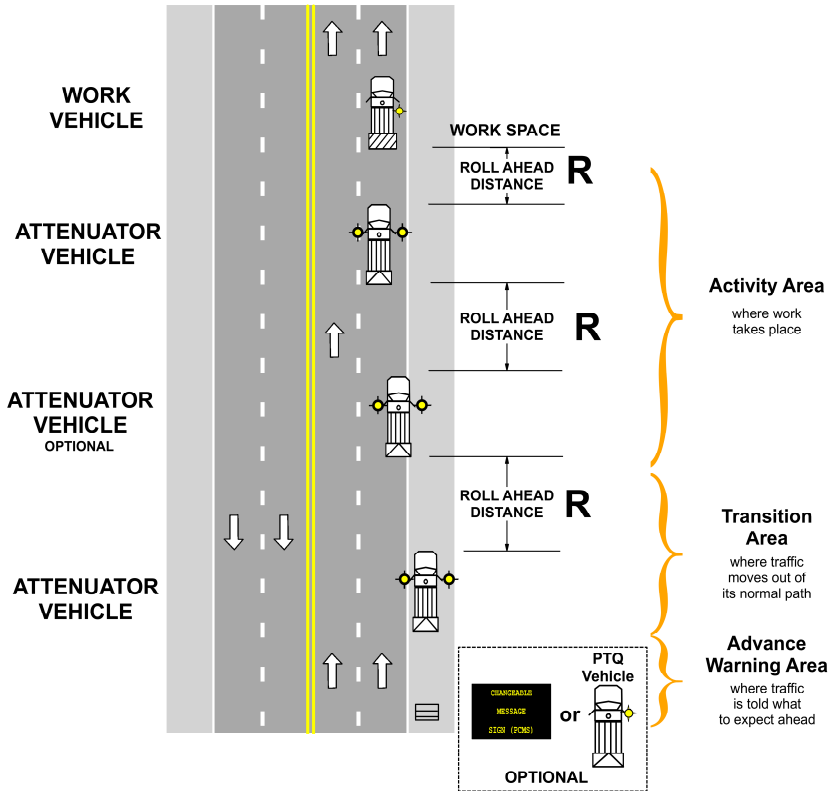 WORK
VEHICLE
WORK SPACE
ROLL AHEAD
DISTANCE
R
ATTENUATOR
VEHICLE
Activity Area
where work
takes place
ROLL AHEAD
DISTANCE
R
ATTENUATOR
VEHICLE
OPTIONAL
ROLL AHEAD
DISTANCE
R
Transition
Area
where traffic
moves out of
its normal path
ATTENUATOR
VEHICLE
Advance
Warning Area
where traffic
is told what
to expect ahead
PTQ
Vehicle
CHANGEABLE
MESSAGE
SIGN (PCMS)
or
OPTIONAL